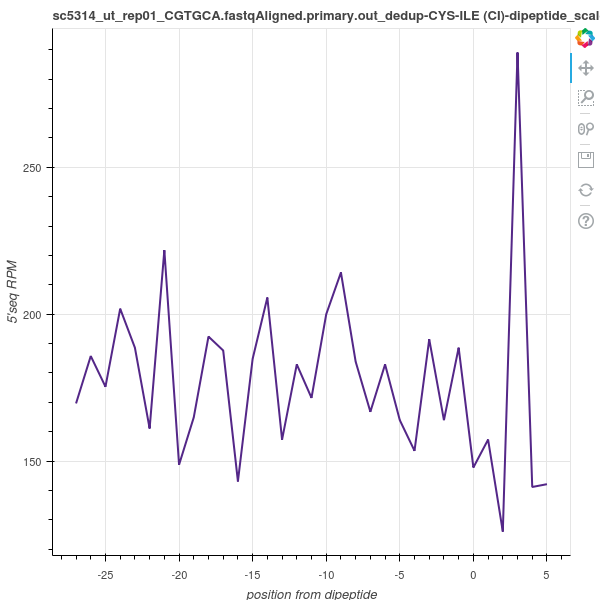 sc5314_ut_rep01_CGTGCA.fastqAligned.primary.out_dedup-CYS-ILE (CI)-dipeptide_scal
250
200
150
5'seq RPM
-25 -20 -15 -10 -5 0 5
position from dipeptide